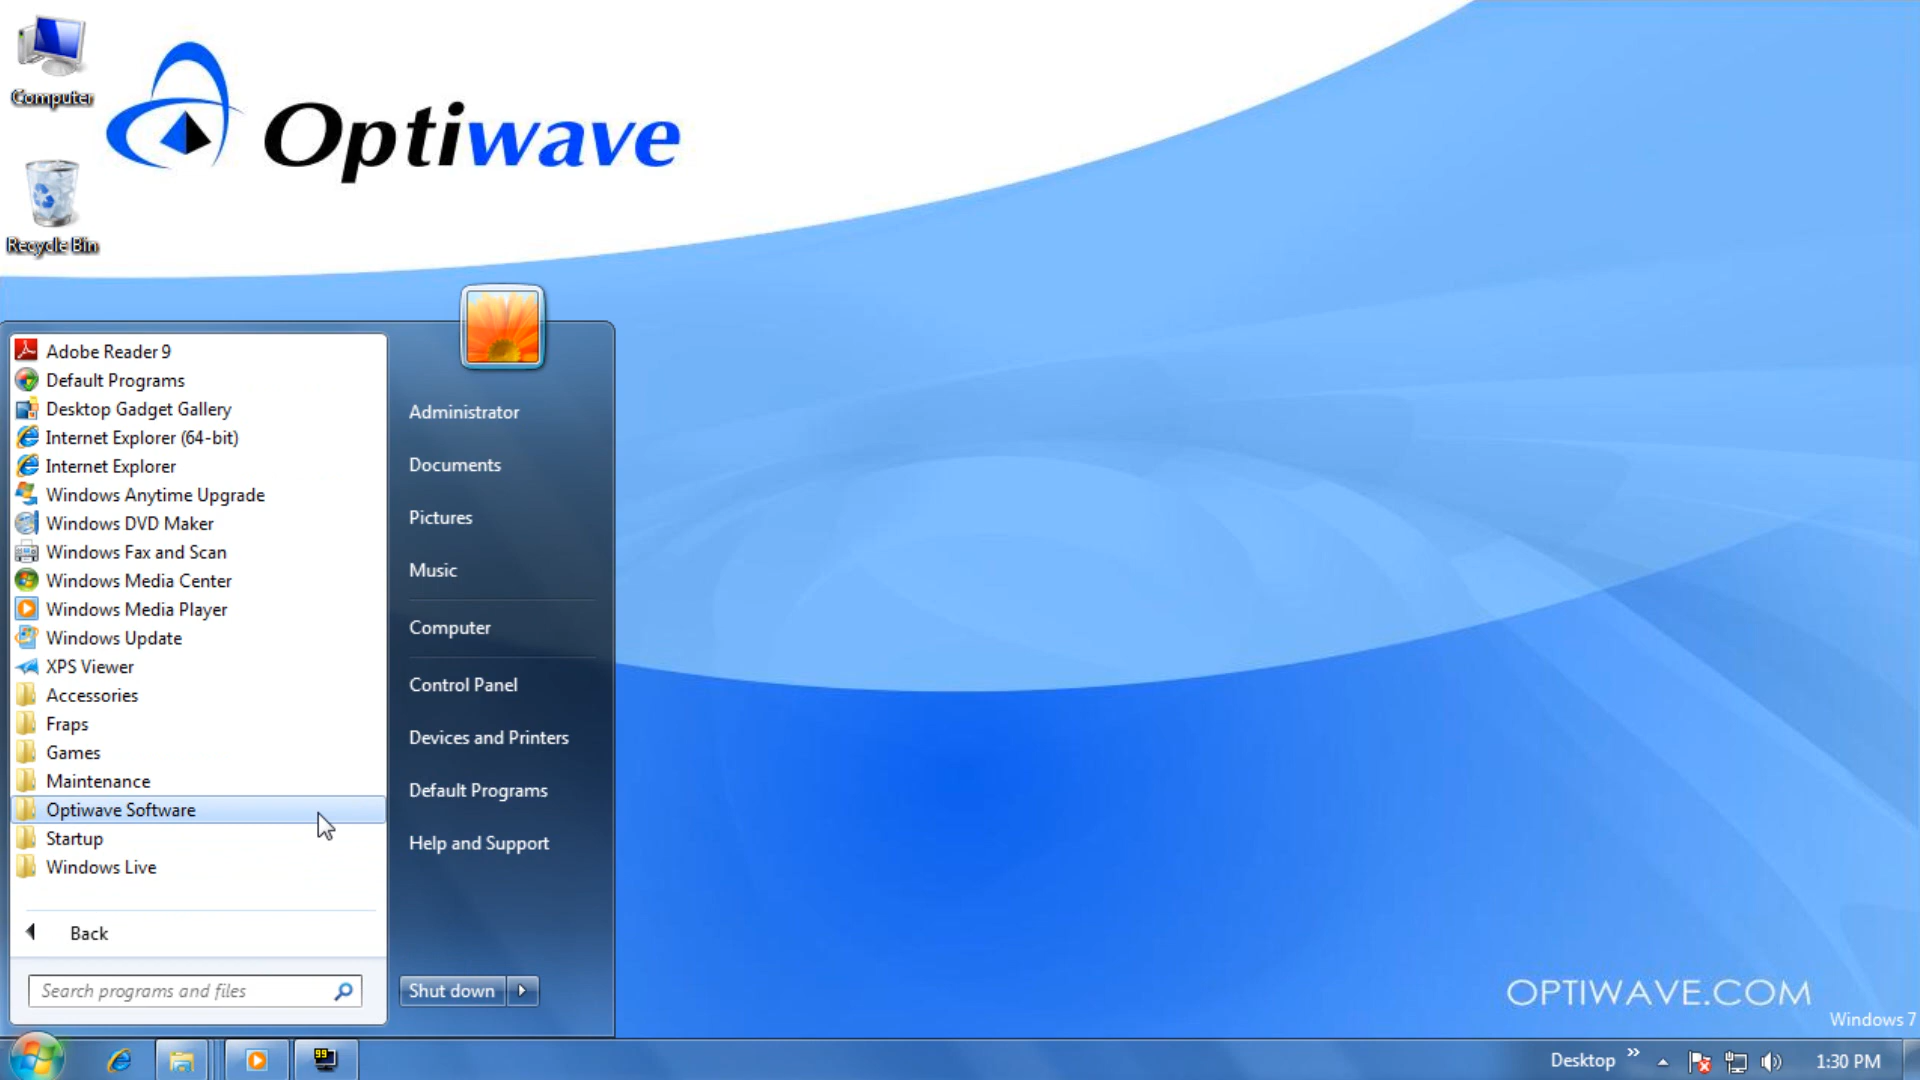 Computer
Optiwave
Recycle Bin
Adobe Reader 9
Default Programs
Desktop Gadget Gallery
Internet Explorer (64-bit)
Internet Explorer
Windows Anytime Upgrade
Windows DVD Maker
Windows Fax and Scan
Windows Media Center
Windows Media Player
Windows Update
XPS Viewer
Accessories
Fraps
Games
Maintenance
Optiwave Software
Startup
Windows Live
Back
Search programs and files
Administrator
Documents
Pictures
Music
Computer
Control Panel
Devices and Printers
Default Programs
Help and Support
Shut down
OPTIWAVE.COM
Windows 7
99
Desktop »
1:30 PM